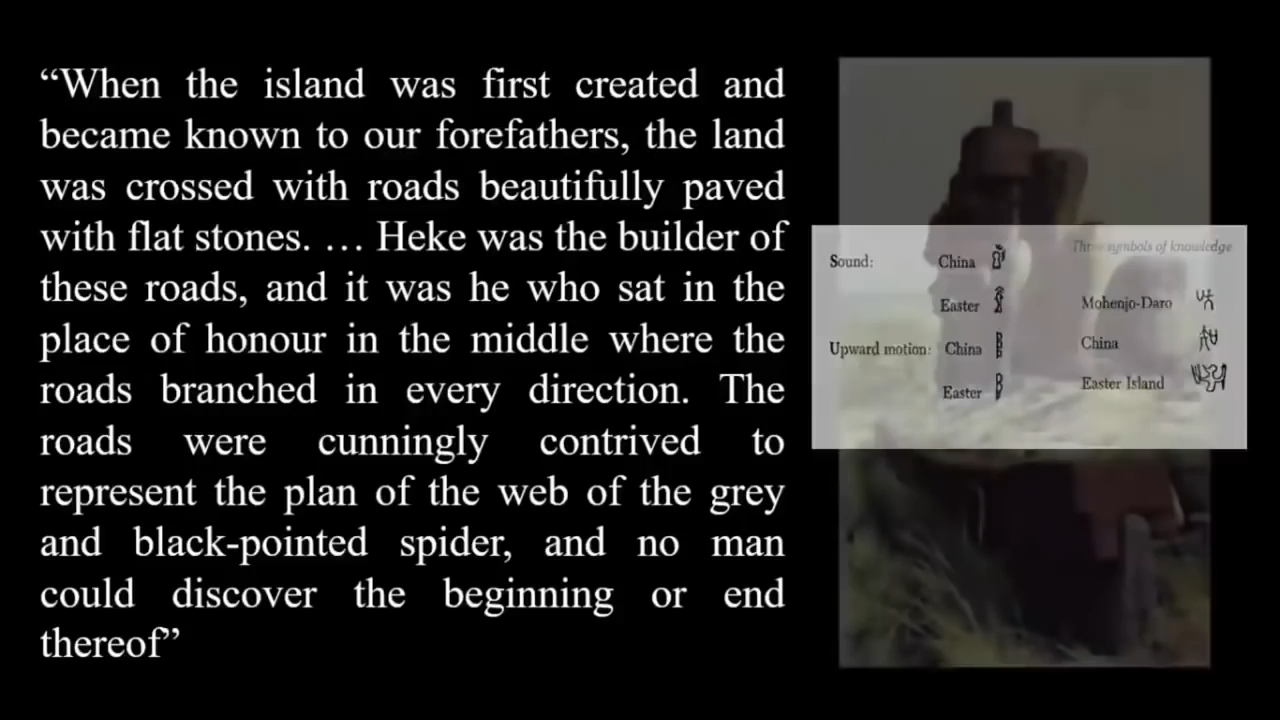 “When the island was first created and
became known to our forefathers, the land
was crossed with roads beautifully paved
with flat stones. … Heke was the builder of
these roads, and it was he who sat in the
place of honour in the middle where the
roads branched in every direction. The
roads were cunningly contrived to
represent the plan of the web of the grey
and black-pointed spider, and no man
could discover the beginning or end
thereof”
Three symbols of knowledge
Sound: China
Easter
Upward motion: China
Easter
Mohenjo-Daro
China
Easter Island